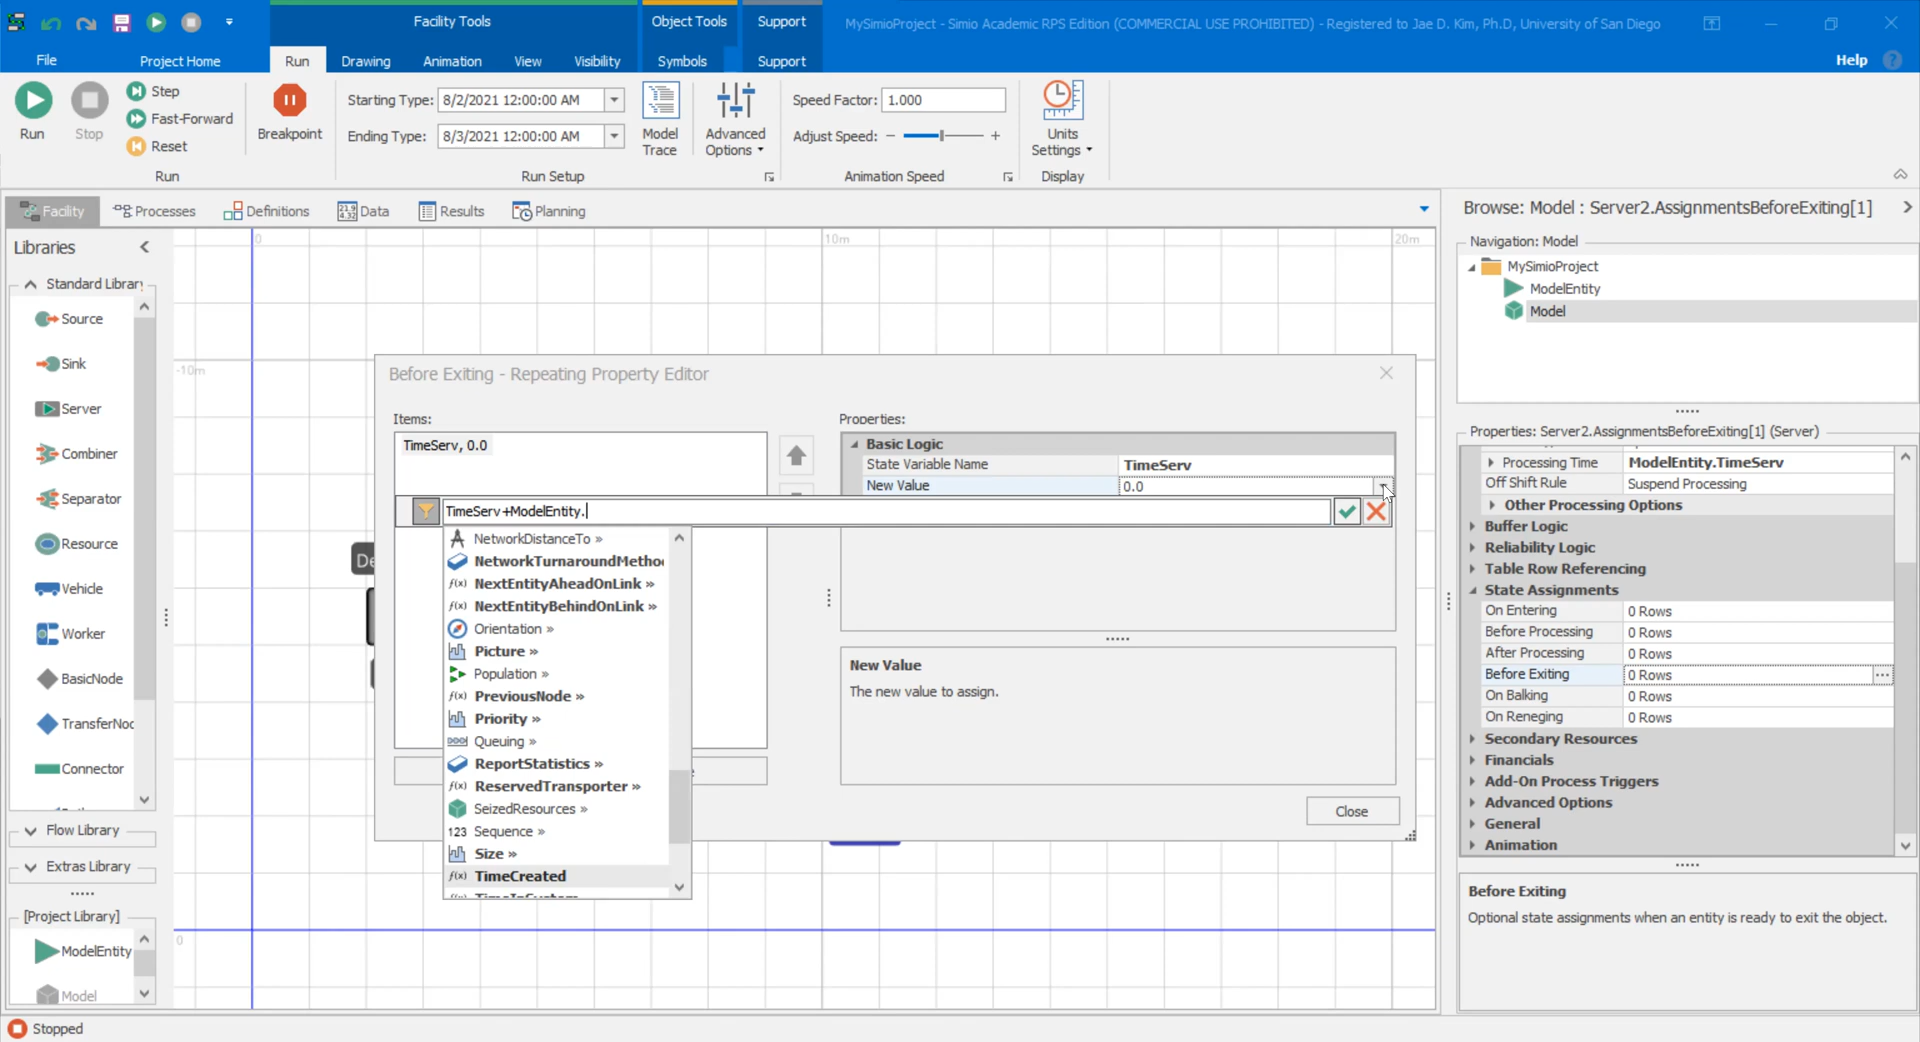 Facility Tools
Object Tools
Support
MySimioProject - Simio Academic RPS Edition (COMMERCIAL USE PROHIBITED) - Registered to Jae D. Kim, Ph.D, University of San Diego
File
Project Home
Run
Drawing
Animation
View
Visibility
Symbols
Support
Help
Run
Stop
Step
Fast-Forward
Reset
Breakpoint
Starting Type: 8/2/2021 12:00:00 AM
Ending Type: 8/3/2021 12:00:00 AM
Model
Trace
Advanced
Options
Speed Factor: 1.000
Adjust Speed:
Units
Settings
Run
Run Setup
Animation Speed
Display
Facility
Processes
Definitions
Data
Results
Planning
Browse: Model : Server2.AssignmentsBeforeExiting[1]
Libraries
Standard Library
Source
Sink
Server
Combiner
Separator
Resource
Vehicle
Worker
BasicNode
TransferNod
Connector
Flow Library
Extras Library
[Project Library]
ModelEntity
Model
0
10m
20m
-10m
0
De
Before Exiting - Repeating Property Editor
Items:
TimeServ, 0.0
Properties:
Basic Logic
State Variable Name TimeServ
New Value 0.0
TimeServ+ModelEntity.
NetworkDistanceTo »
NetworkTurnaroundMetho
NextEntityAheadOnLink »
NextEntityBehindOnLink »
Orientation »
Picture »
Population »
PreviousNode »
Priority »
Queuing »
ReportStatistics »
ReservedTransporter »
SeizedResources »
123 Sequence »
Size »
TimeCreated
TimeInSystem
New Value
The new value to assign.
Close
Navigation: Model
MySimioProject
ModelEntity
Model
Properties: Server2.AssignmentsBeforeExiting[1] (Server)
Processing Time ModelEntity.TimeServ
Off Shift Rule Suspend Processing
Other Processing Options
Buffer Logic
Reliability Logic
Table Row Referencing
State Assignments
On Entering 0 Rows
Before Processing 0 Rows
After Processing 0 Rows
Before Exiting 0 Rows
On Balking 0 Rows
On Reneging 0 Rows
Secondary Resources
Financials
Add-On Process Triggers
Advanced Options
General
Animation
Before Exiting
Optional state assignments when an entity is ready to exit the object.
Stopped